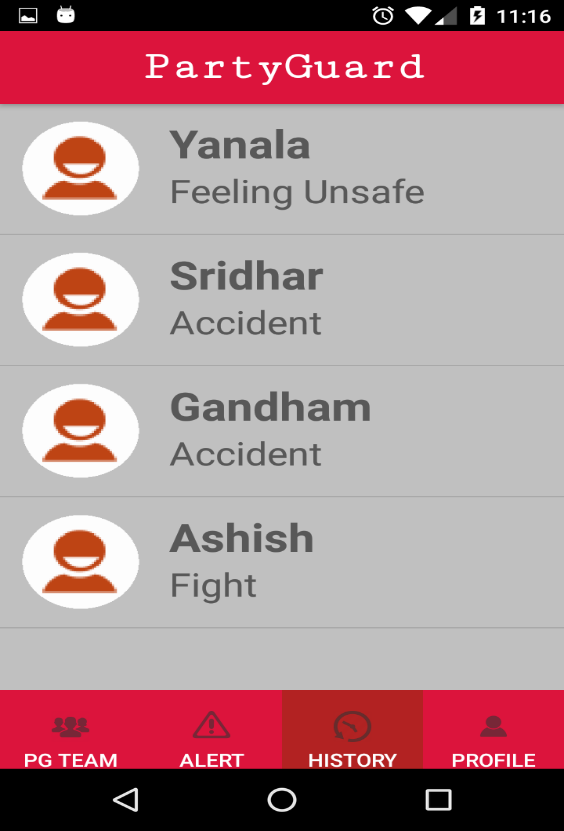 11:16
PartyGuard
Yanala
Feeling Unsafe
Sridhar
Accident
Gandham
Accident
Ashish
Fight
PG TEAM ALERT HISTORY PROFILE